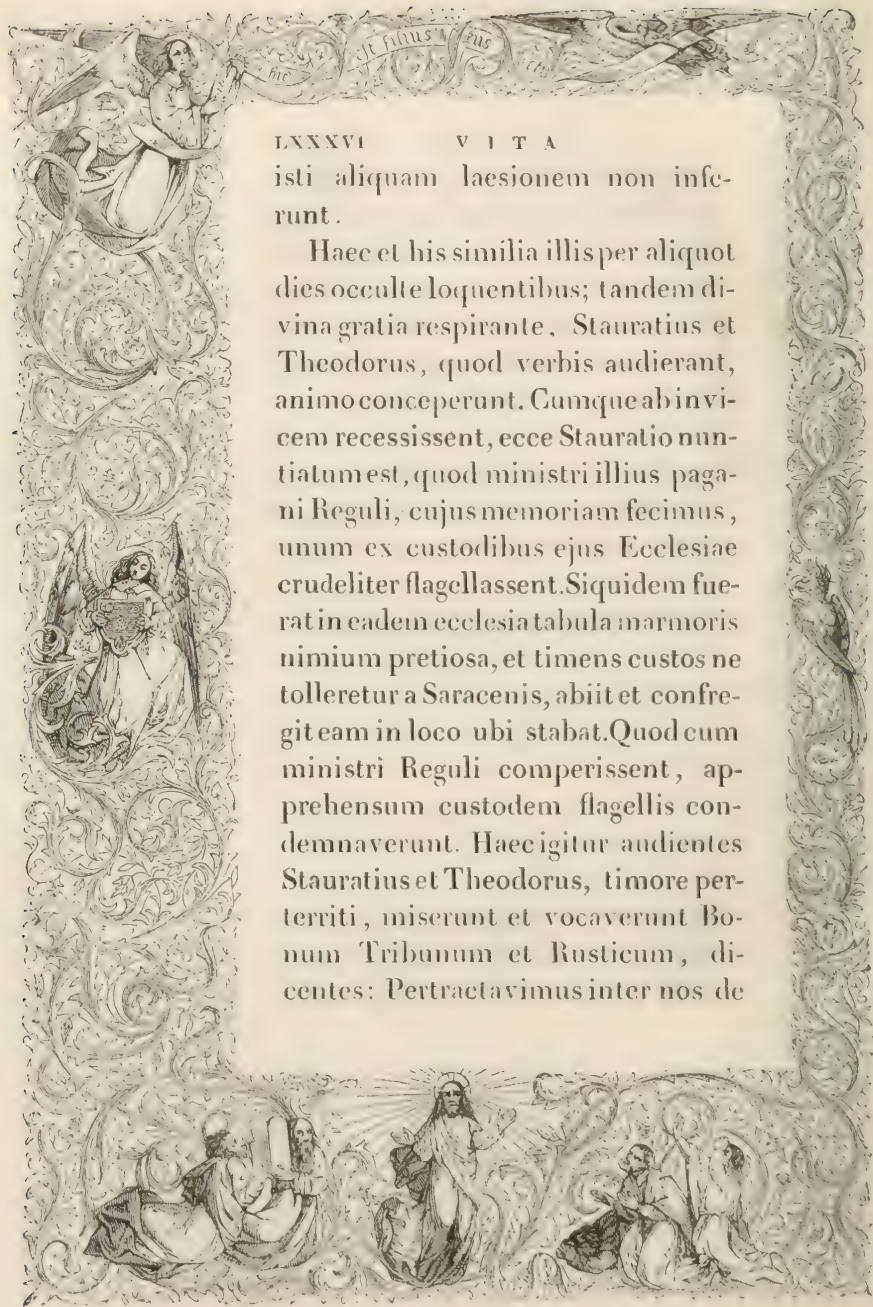 hic est filius meus
LXXXVI VITA
isti aliquam laesionem non infe-
runt.
Haec et his similia illis per aliquot
dies occulte loquentibus; tandem di-
vina gratia respirante, Stauratius et
Theodorus, quod verbis audierant,
animo conceperunt. Cumque ab invi-
cem recessissent, ecce Stauratio nun-
tiatum est, quod ministri illius paga-
ni Reguli, cujus memoriam fecimus,
unum ex custodibus ejus Ecclesiae
crudeliter flagellassent. Siquidem fue-
rat in eadem ecclesia tabula marmoris
nimium pretiosa, et timens custos ne
tolleretur a Saracenis, abiit et confre-
git eam in loco ubi stabat. Quod cum
ministri Reguli comperissent, ap-
prehensum custodem flagellis con-
demnaverunt. Haec igitur audientes
Stauratius et Theodorus, timore per-
territi, miserunt et vocaverunt Bo-
num Tribunum et Rusticum, di-
centes: Pertractavimus inter nos de